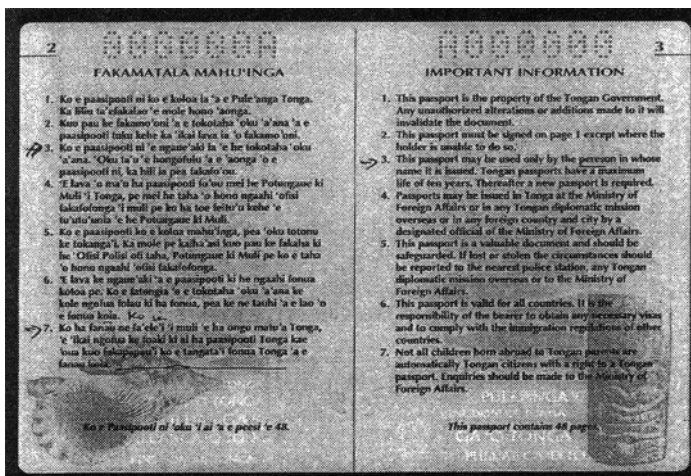 2
FAKAMATALA MAHU'INGA
1. Ko e paasipooti ni ko e koloa ia 'a e Pule'anga Tonga.
Ka liliu ta'efakalao 'e mole hono 'aonga.
2. Kuo pau ke fakamo'oni 'a e tokotaha 'oku 'a'ana 'a e
paasipooti tuku kehe ka 'ikai lava ia 'o fakamo'oni.
3. Ko e paasipooti ni 'e ngaue'aki ia 'e he tokotaha 'oku
'a'ana. 'Oku ta'u 'e hongofulu 'a e 'aonga 'o e
paasipooti ni, ka hili ia pea fakafo'ou.
4. 'E lava 'o ma'u ha paasipooti fo'ou mei he Potungaue ki
Muli 'i Tonga, pe mei he taha 'o hono ngaahi 'ofisi
fakafofonga 'i muli pe ko ha toe feitu'u kehe 'e
tu'utu'unia 'e he Potungaue ki Muli.
5. Ko e paasipooti ko e koloa mahu'inga, pea 'oku totonu
ke tokanga'i. Ka mole pe kaiha'asi kuo pau ke fakaha ki
he 'Ofisi Polisi ofi taha, Potungaue ki Muli pe ko e taha
'o hono ngaahi 'ofisi fakafofonga.
6. 'E lava ke ngaue'aki 'a e paasipooti ki he ngaahi fonua
kotoa pe. Ko e fatongia 'o e tokotaha 'oku 'a'ana ke
kole ngofua folau ki ha fonua, pea ke ne tauhi 'a e lao 'o
e fonua koia.
7. Ko ha fanau ne fa'ele'i 'i muli 'e ha ongo matu'a Tonga,
'e 'ikai ngofua ke foaki ki ai ha paasipooti Tonga kae
'oua kuo fakapapau'i ko e tangata'i fonua Tonga 'a e
fanau koia.
Ko e Paasipooti ni 'oku 'i ai 'a e peesi 'e 48.
3
IMPORTANT INFORMATION
1. This passport is the property of the Tongan Government.
Any unauthorized alterations or additions made to it will
invalidate the document.
2. This passport must be signed on page 1 except where the
holder is unable to do so.
3. This passport may be used only by the pereson in whose
name it is issued. Tongan passports have a maximum
life of ten years. Thereafter a new passport is required.
4. Passports may be issued in Tonga at the Ministry of
Foreign Affairs or in any Tongan diplomatic mission
overseas or in any foreign country and city by a
designated official of the Ministry of Foreign Affairs.
5. This passport is a valuable document and should be
safeguarded. If lost or stolen the circumstances should
be reported to the nearest police station, any Tongan
diplomatic mission overseas or to the Ministry of
Foreign Affairs.
6. This passport is valid for all countries. It is the
responsibility of the bearer to obtain any necessary visas
and to comply with the immigration regulations of other
countries.
7. Not all children born abroad to Tongan parents are
automatically Tongan citizens with a right to a Tongan
passport. Enquiries should be made to the Ministry of
Foreign Affairs.
This passport contains 48 pages.